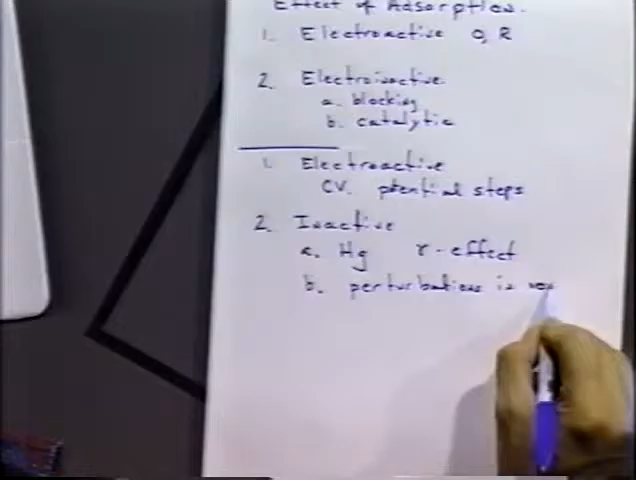 Effect of Adsorption.
1. Electroactive O, R
2. Electroinactive
a. blocking
b. catalytic
1. Electroactive
CV. potential steps
2. Inactive
a. Hg γ-effect
b. perturbations in